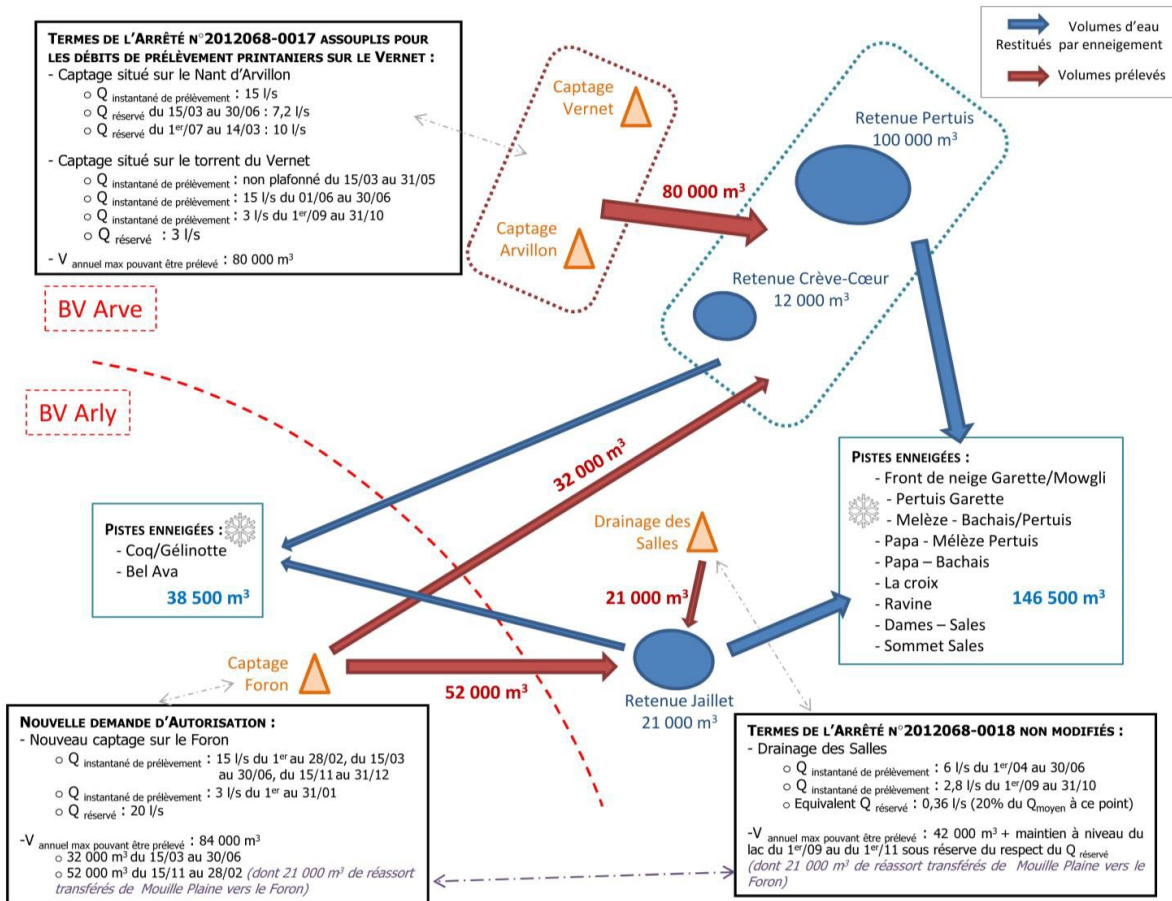 TERMES DE L'ARRÊTÉ N°2012068-0017 ASSOUPLIS POUR
LES DÉBITS DE PRÉLÈVEMENT PRINTANIERS SUR LE VERNET :
- Captage situé sur le Nant d'Arvillon
o Q instantané de prélèvement : 15 l/s
o Q réservé du 15/03 au 30/06 : 7,2 l/s
o Q réservé du 1er/07 au 14/03 : 10 l/s
- Captage situé sur le torrent du Vernet
o Q instantané de prélèvement : non plafonné du 15/03 au 31/05
o Q instantané de prélèvement : 15 l/s du 01/06 au 30/06
o Q instantané de prélèvement : 3 l/s du 1er/09 au 31/10
o Q réservé : 3 l/s
- V annuel max pouvant être prélevé : 80 000 m³
Volumes d'eau
Restitués par enneigement
Volumes prélevés
Captage
Vernet
Captage
Arvillon
80 000 m³
Retenue Pertuis
100 000 m³
Retenue Crève-Cœur
12 000 m³
BV Arve
BV Arly
32 000 m³
PISTES ENNEIGÉES :
- Coq/Gélinotte
- Bel Ava
38 500 m³
Drainage des
Salles
21 000 m³
PISTES ENNEIGÉES :
- Front de neige Garette/Mowgli
- Pertuis Garette
- Melèze - Bachais/Pertuis
- Papa - Mélèze Pertuis
- Papa – Bachais
- La croix
- Ravine
- Dames – Sales
- Sommet Sales
146 500 m³
Captage
Foron
52 000 m³
Retenue Jaillet
21 000 m³
NOUVELLE DEMANDE D'AUTORISATION :
- Nouveau captage sur le Foron
o Q instantané de prélèvement : 15 l/s du 1er au 28/02, du 15/03
au 30/06, du 15/11 au 31/12
o Q instantané de prélèvement : 3 l/s du 1er au 31/01
o Q réservé : 20 l/s
-V annuel max pouvant être prélevé : 84 000 m³
o 32 000 m³ du 15/03 au 30/06
o 52 000 m³ du 15/11 au 28/02 (dont 21 000 m³ de réassort
transférés de Mouille Plaine vers le Foron)
TERMES DE L'ARRÊTÉ N°2012068-0018 NON MODIFIÉS :
- Drainage des Salles
o Q instantané de prélèvement : 6 l/s du 1er/04 au 30/06
o Q instantané de prélèvement : 2,8 l/s du 1er/09 au 31/10
o Equivalent Q réservé : 0,36 l/s (20% du Qmoyen à ce point)
-V annuel max pouvant être prélevé : 42 000 m³ + maintien à niveau du
lac du 1er/09 au du 1er/11 sous réserve du respect du Q réservé
(dont 21 000 m³ de réassort transférés de Mouille Plaine vers le
Foron)